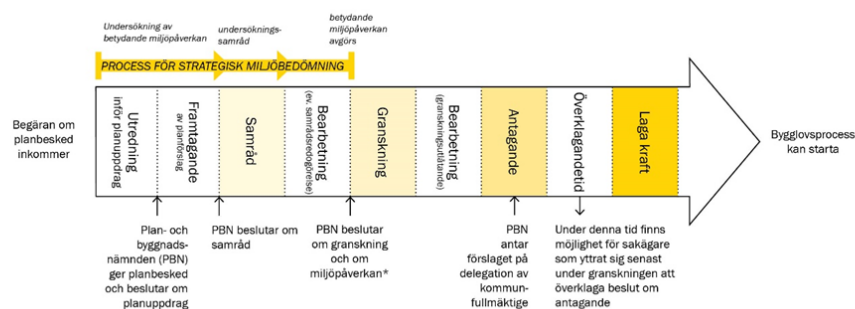 Undersökning av
betydande miljöpåverkan
undersöknings-
samråd
betydande
miljöpåverkan
avgörs
PROCESS FÖR STRATEGISK MILJÖBEDÖMNING
Begäran om
planbesked
inkommer
Utredning
inför planuppdrag
Framtagande
av planförslag
Samråd
Bearbetning
(ev. samrådsredogörelse)
Granskning
Bearbetning
(granskningsutlåtande)
Antagande
Överklagandetid
Laga kraft
Bygglovsprocess
kan starta
Plan- och
byggnads-
nämnden (PBN)
ger planbesked
och beslutar om
planuppdrag
PBN beslutar om
samråd
PBN beslutar
om granskning
och om
miljöpåverkan*
PBN
antar
förslaget på
delegation av
kommun-
fullmäktige
Under denna tid finns
möjlighet för sakägare
som yttrat sig senast
under granskningen att
överklaga beslut om
antagande